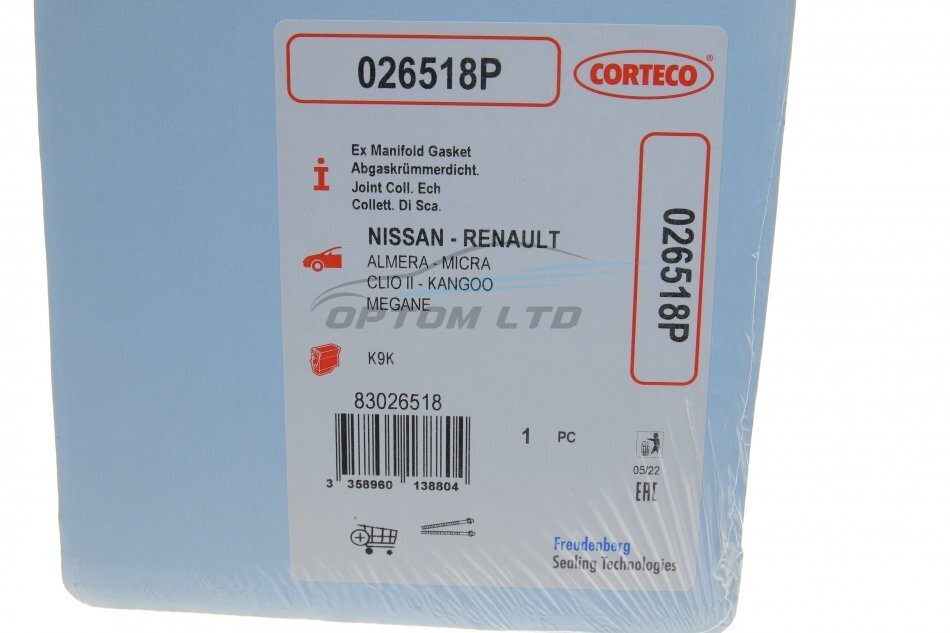 026518P
CORTECO®
Ex Manifold Gasket
Abgaskrümmerdicht.
Joint Coll. Ech
Collett. Di Sca.
026518P
NISSAN - RENAULT
ALMERA - MICRA
CLIO II - KANGOO
MEGANE
OPTOM LTD
K9K
83026518
3 358960 138804
1 PC
05/22
EAC
Freudenberg
Sealing Technologies